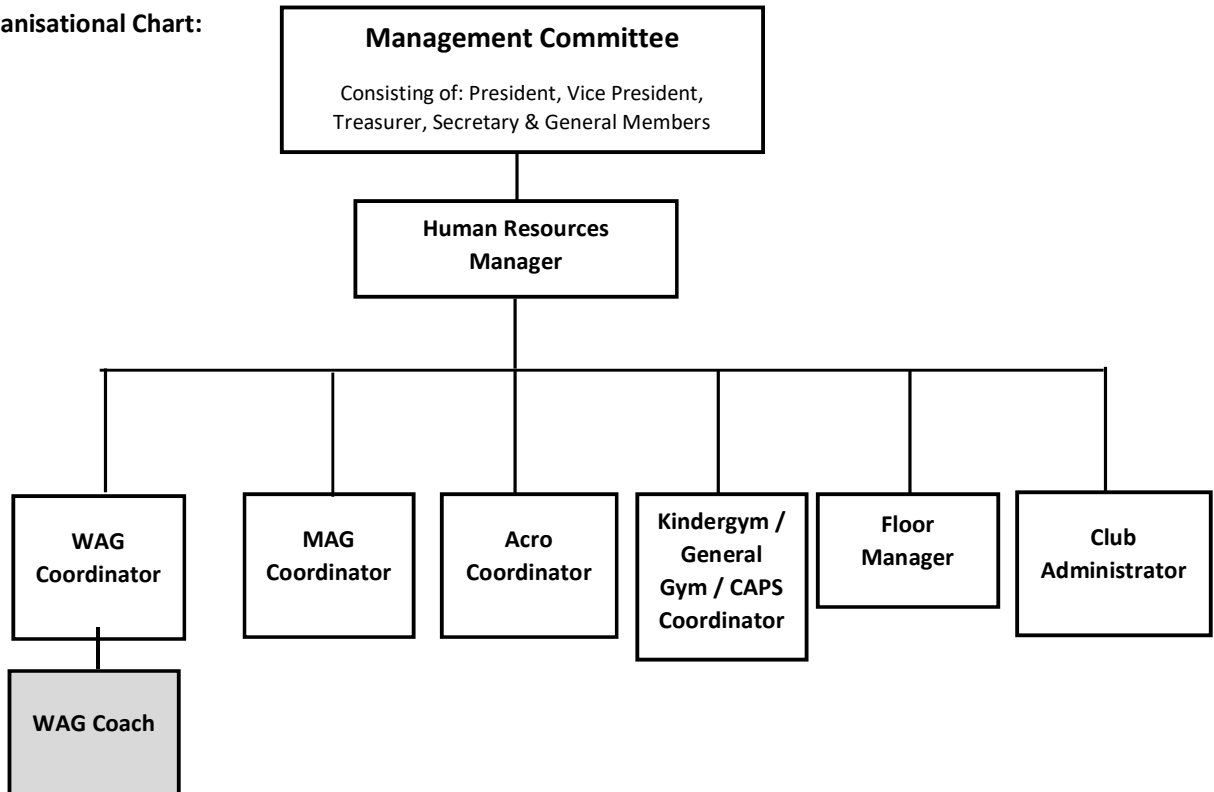 anisational Chart:
Management Committee
Consisting of: President, Vice President,
Treasurer, Secretary & General Members
Human Resources
Manager
WAG
Coordinator
MAG
Coordinator
Acro
Coordinator
Kindergym /
General
Gym / CAPS
Coordinator
Floor
Manager
Club
Administrator
WAG Coach